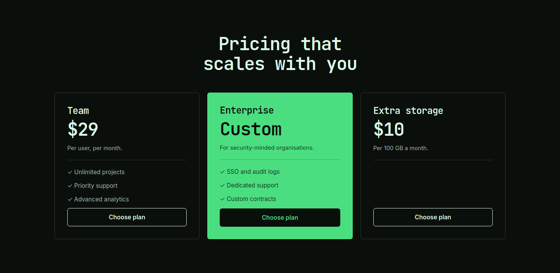 Pricing that
scales with you
Team
$29
Per user, per month.
✓ Unlimited projects
✓ Priority support
✓ Advanced analytics
Choose plan
Enterprise
Custom
For security-minded organisations.
✓ SSO and audit logs
✓ Dedicated support
✓ Custom contracts
Choose plan
Extra storage
$10
Per 100 GB a month.
Choose plan